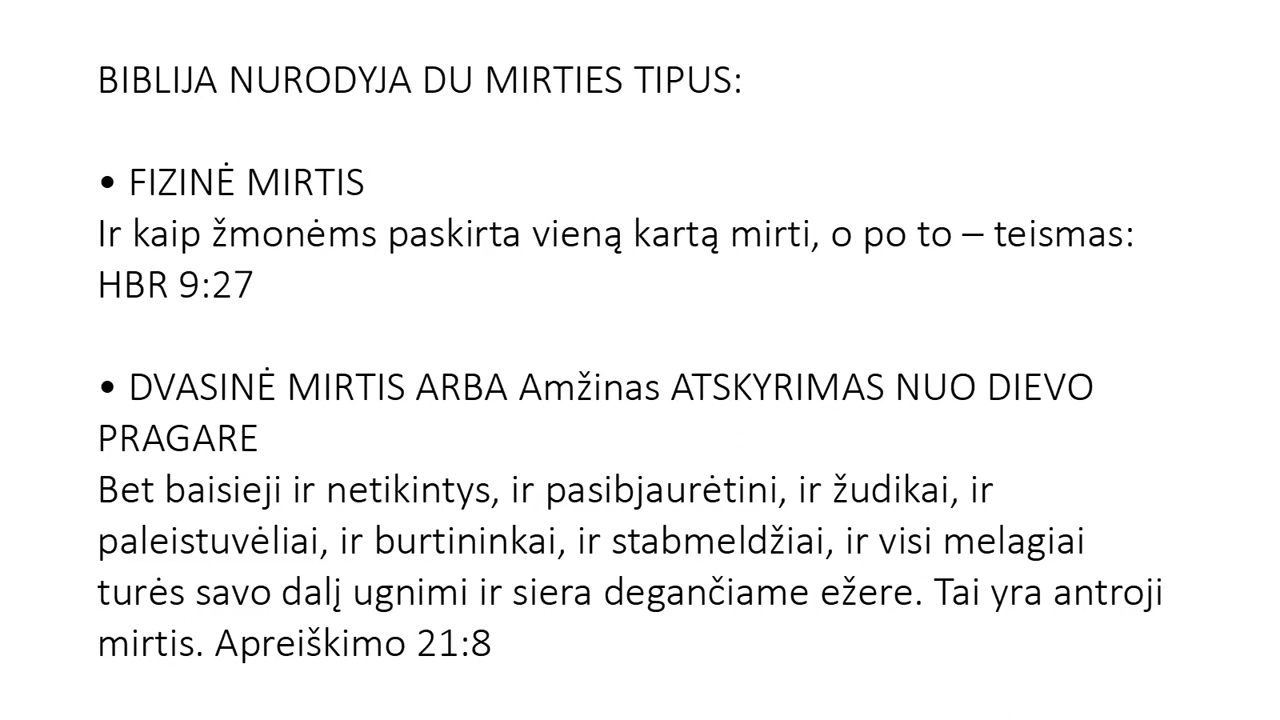 BIBLIJA NURODYJA DU MIRTIES TIPUS:
• FIZINĖ MIRTIS
Ir kaip žmonėms paskirta vieną kartą mirti, o po to – teismas:
HBR 9:27
• DVASINĖ MIRTIS ARBA Amžinas ATSKYRIMAS NUO DIEVO
PRAGARE
Bet baisieji ir netikintys, ir pasibjaurėtini, ir žudikai, ir
paleistuvėliai, ir burtininkai, ir stabmeldžiai, ir visi melagiai
turės savo dalį ugnimi ir siera degančiame ežere. Tai yra antroji
mirtis. Apreiškimo 21:8